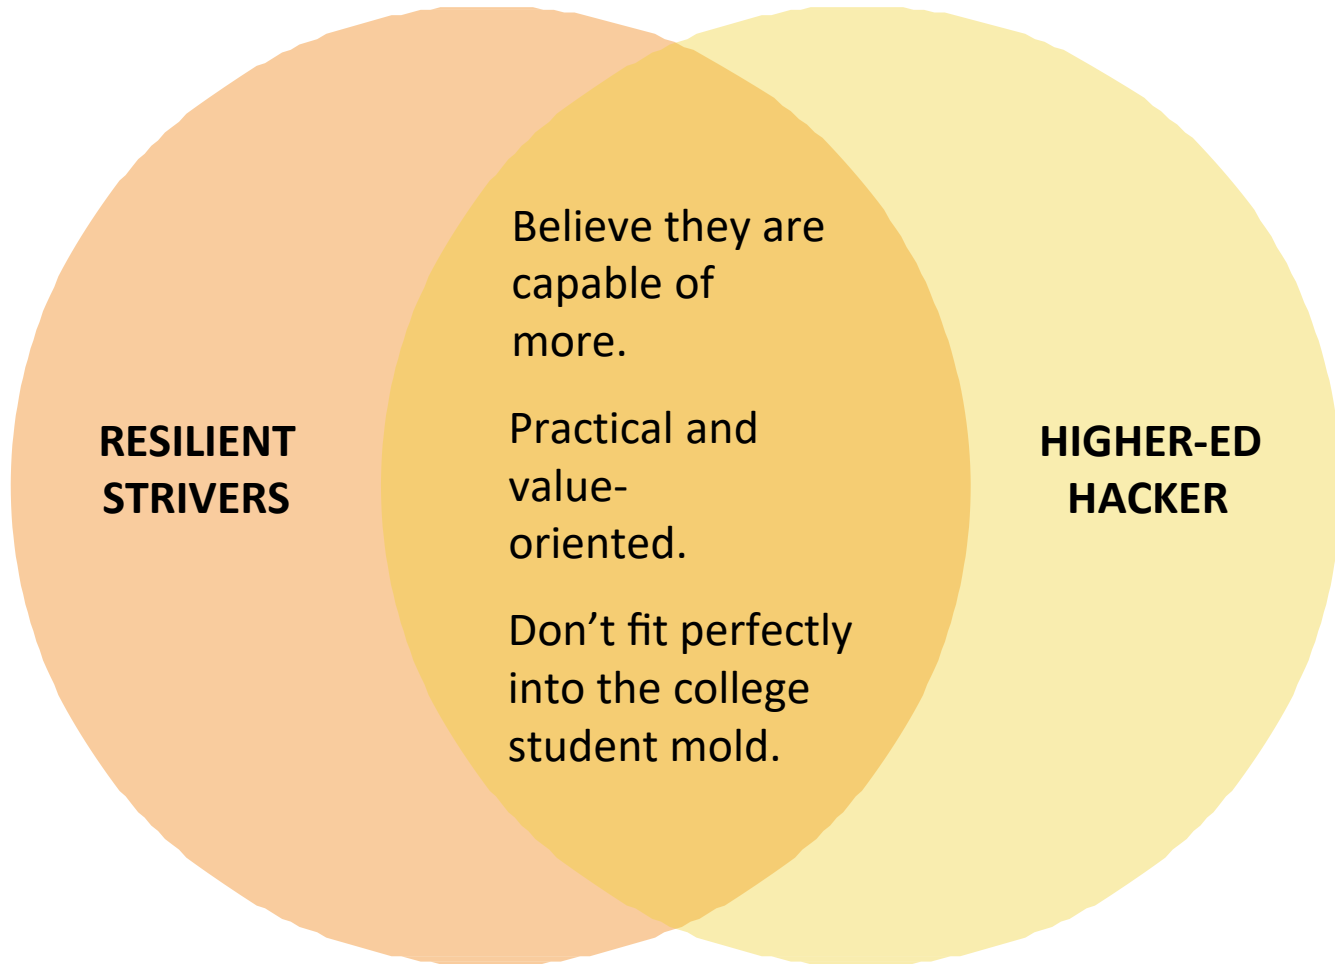 Believe they are
capable of
more.
RESILIENT
STRIVERS
Practical and
value-
oriented.
HIGHER-ED
HACKER
Don’t fit perfectly
into the college
student mold.